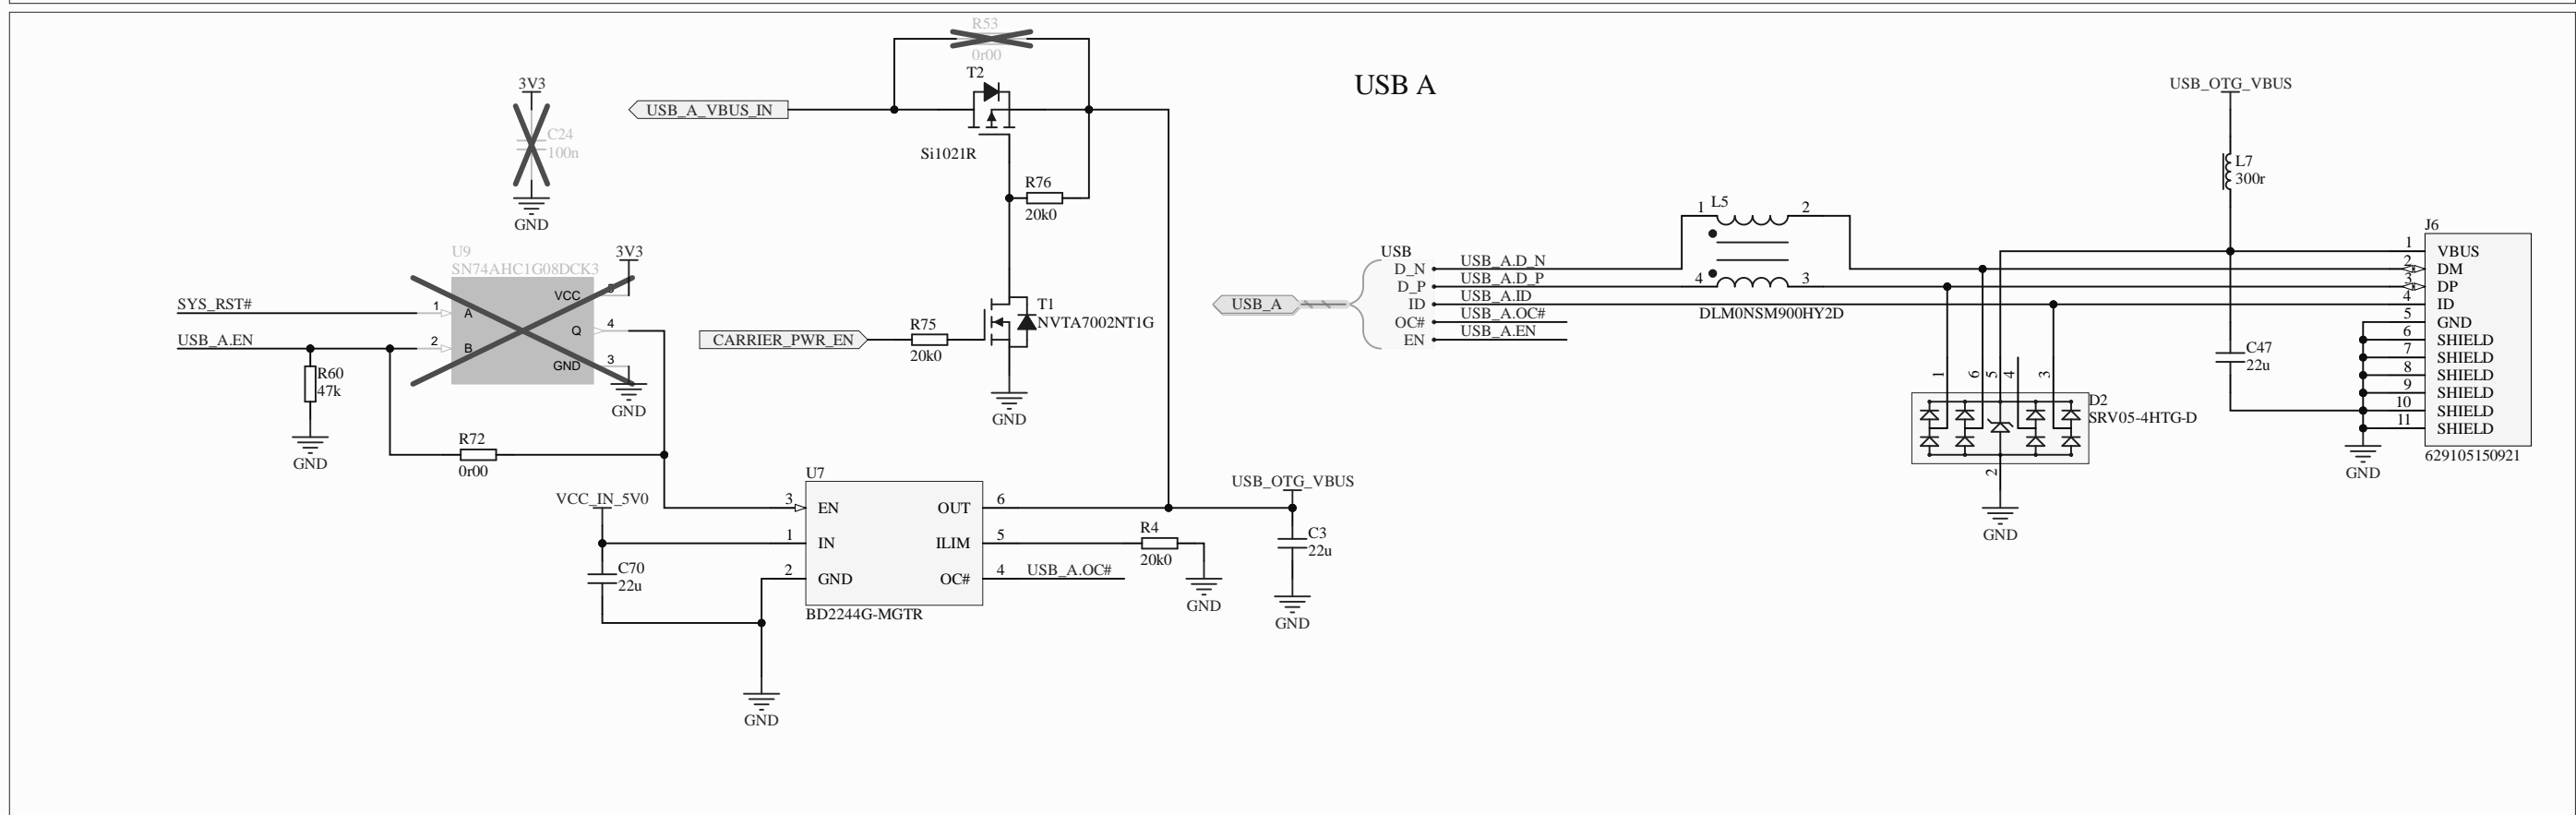 R53
0r00
T2
USB_A_VBUS_IN
Si1021R
R76
20k0
3V3
C24
100n
GND
U9
SN74AHC1G08DCK3
3V3
SYS_RST#
1
A
VCC
5
USB_A.EN
2
B
Q
4
GND
3
GND
R60
47k
GND
R72
0r00
CARRIER_PWR_EN
R75
20k0
T1
NVTA7002NT1G
GND
VCC_IN_5V0
C70
22u
GND
U7
3
EN
OUT
6
1
IN
ILIM
5
2
GND
OC#
4
USB_A.OC#
BD2244G-MGTR
R4
20k0
GND
USB_OTG_VBUS
C3
22u
GND
USB A
USB_A
USB
D_N
USB_A.D_N
D_P
USB_A.D_P
ID
USB_A.ID
OC#
USB_A.OC#
EN
USB_A.EN
1
L5
2
4
3
DLM0NSM900HY2D
1
6
5
4
3
D2
SRV05-4HTG-D
2
GND
USB_OTG_VBUS
L7
300r
C47
22u
J6
1
VBUS
2
DM
3
DP
4
ID
5
GND
6
SHIELD
7
SHIELD
8
SHIELD
9
SHIELD
10
SHIELD
11
SHIELD
629105150921
GND